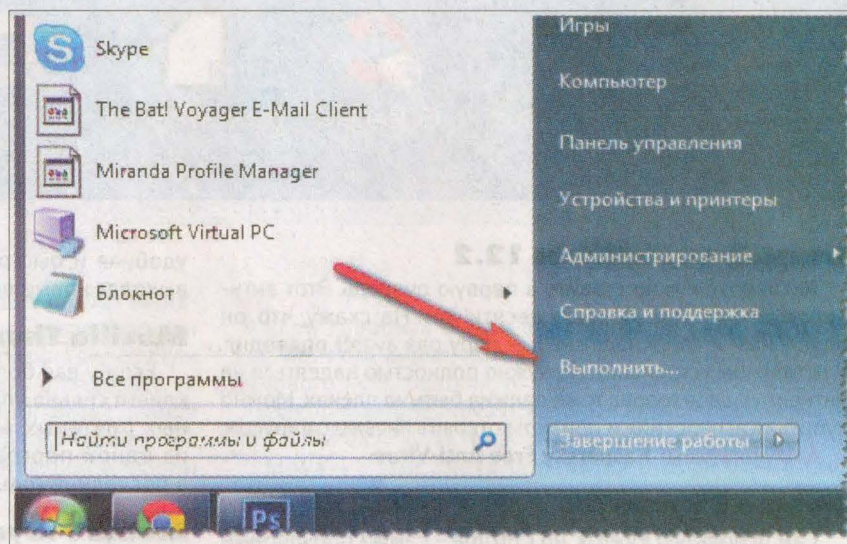 Skype
The Bat! Voyager E-Mail Client
Miranda Profile Manager
Microsoft Virtual PC
Блокнот
Все программы
Найти программы и файлы
Игры
Компьютер
Панель управления
Устройства и принтеры
Администрирование
Справка и поддержка
Выполнить...
Завершение работы
Ps